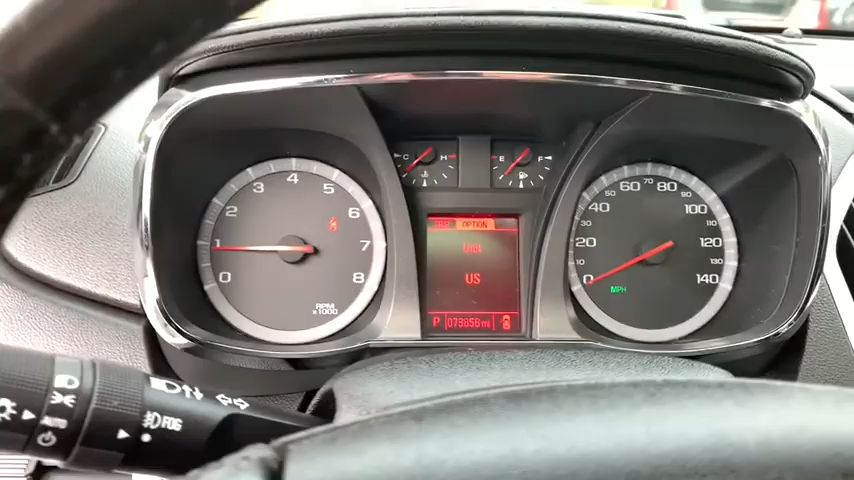 C H
E F
TRIP OPTION
Unit
US
P 073856mi
0 1 2 3 4 5 6 7 8
RPM
x1000
0 10 20 30 40 50 60 70 80 100 110 120 140
MPH
AUTO
FOG